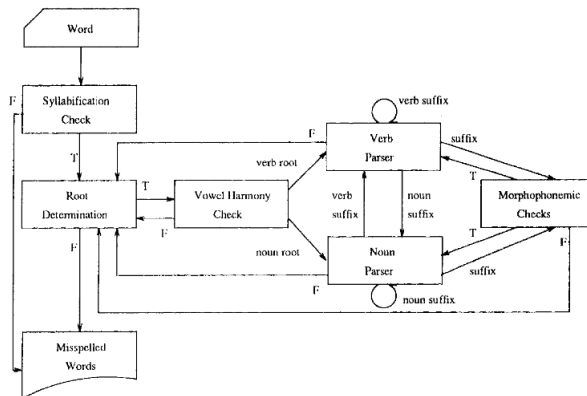 Word
F
Syllabification
Check
T
Root
Determination
T
F
Vowel Harmony
Check
F
verb root
noun root
verb suffix
F
Verb
Parser
suffix
T
verb
suffix
noun
suffix
Morphophonemic
Checks
T
F
Noun
Parser
suffix
F
noun suffix
Misspelled
Words